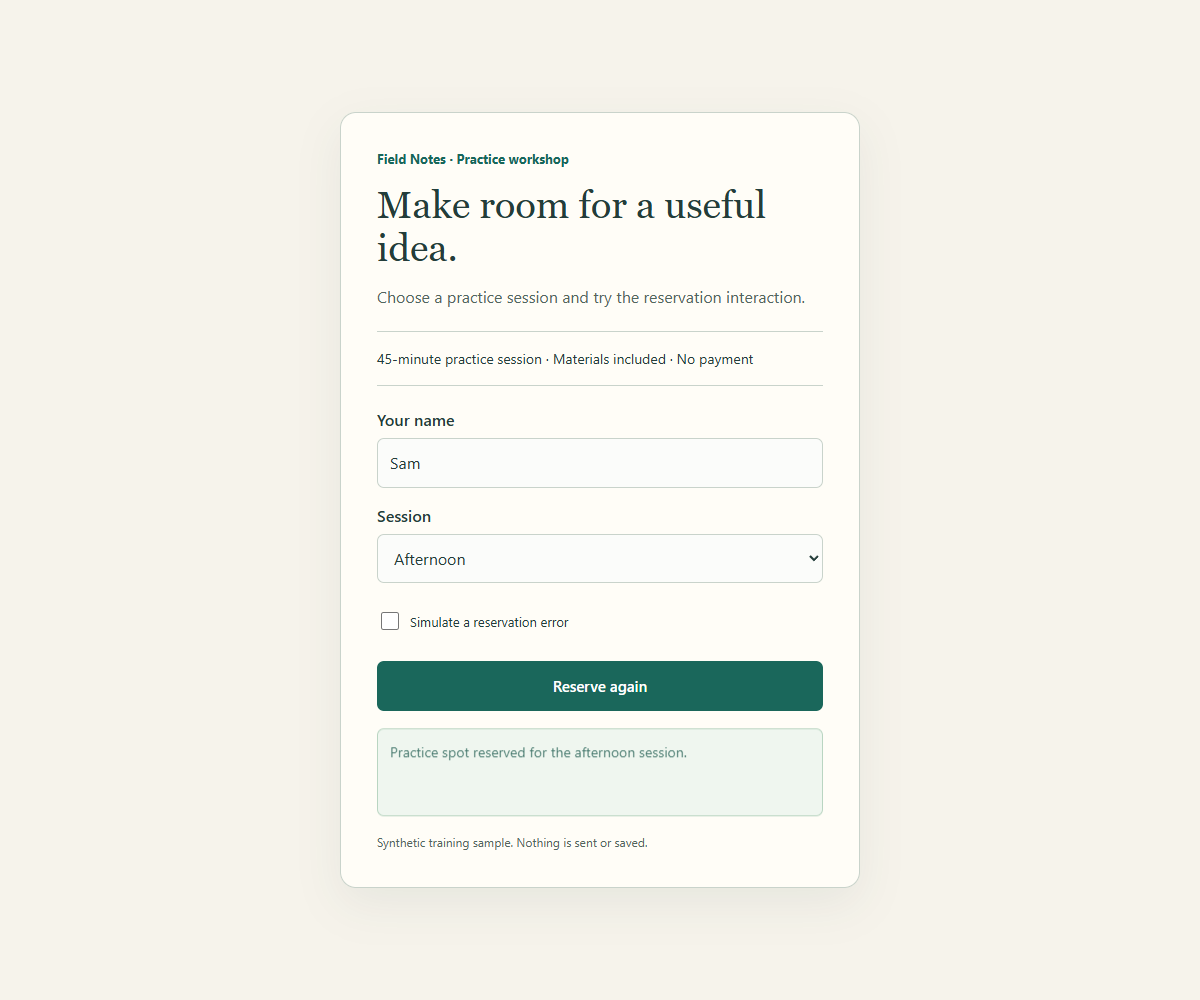 Field Notes · Practice workshop
Make room for a useful
idea.
Choose a practice session and try the reservation interaction.
45-minute practice session · Materials included · No payment
Your name
Sam
Session
Afternoon
Simulate a reservation error
Reserve again
Practice spot reserved for the afternoon session.
Synthetic training sample. Nothing is sent or saved.